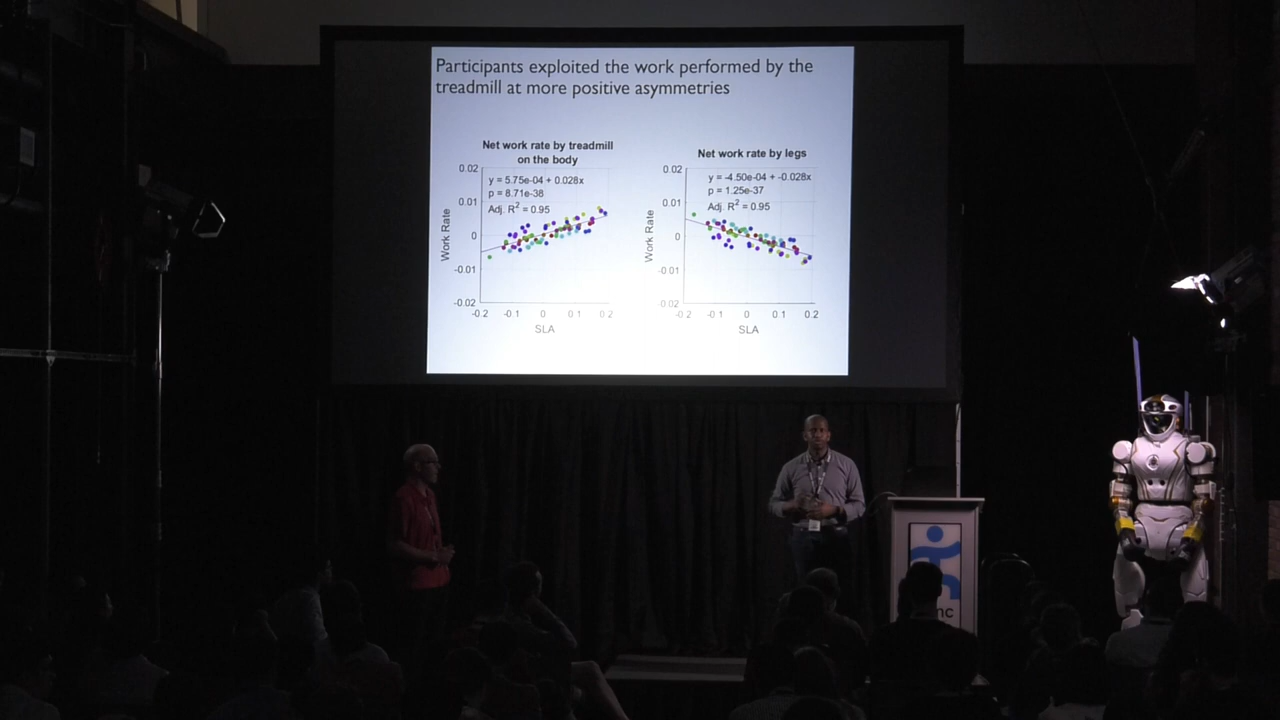 Participants exploited the work performed by the
treadmill at more positive asymmetries
Net work rate by treadmill
on the body
0.02
0.01
0
-0.01
-0.02
Work Rate
y = 5.75e-04 + 0.028x
p = 8.71e-38
Adj. R² = 0.95
-0.2 -0.1 0 0.1 0.2
SLA
Net work rate by legs
0.02
0.01
0
-0.01
-0.02
Work Rate
y = -4.50e-04 + -0.028x
p = 1.25e-37
Adj. R² = 0.95
-0.2 -0.1 0 0.1 0.2
SLA